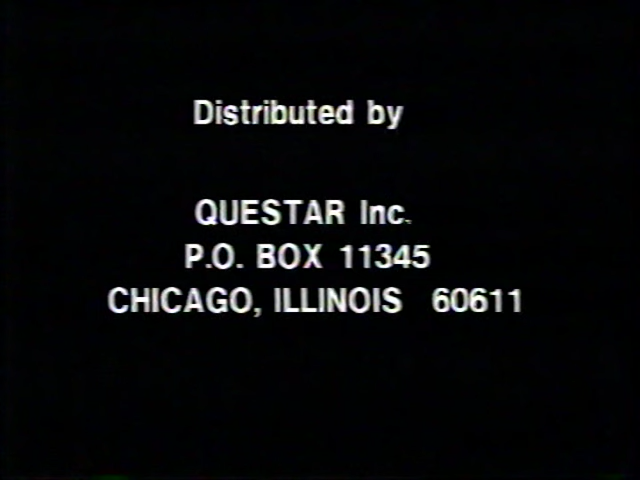 Distributed by
QUESTAR Inc.
P.O. BOX 11345
CHICAGO, ILLINOIS 60611